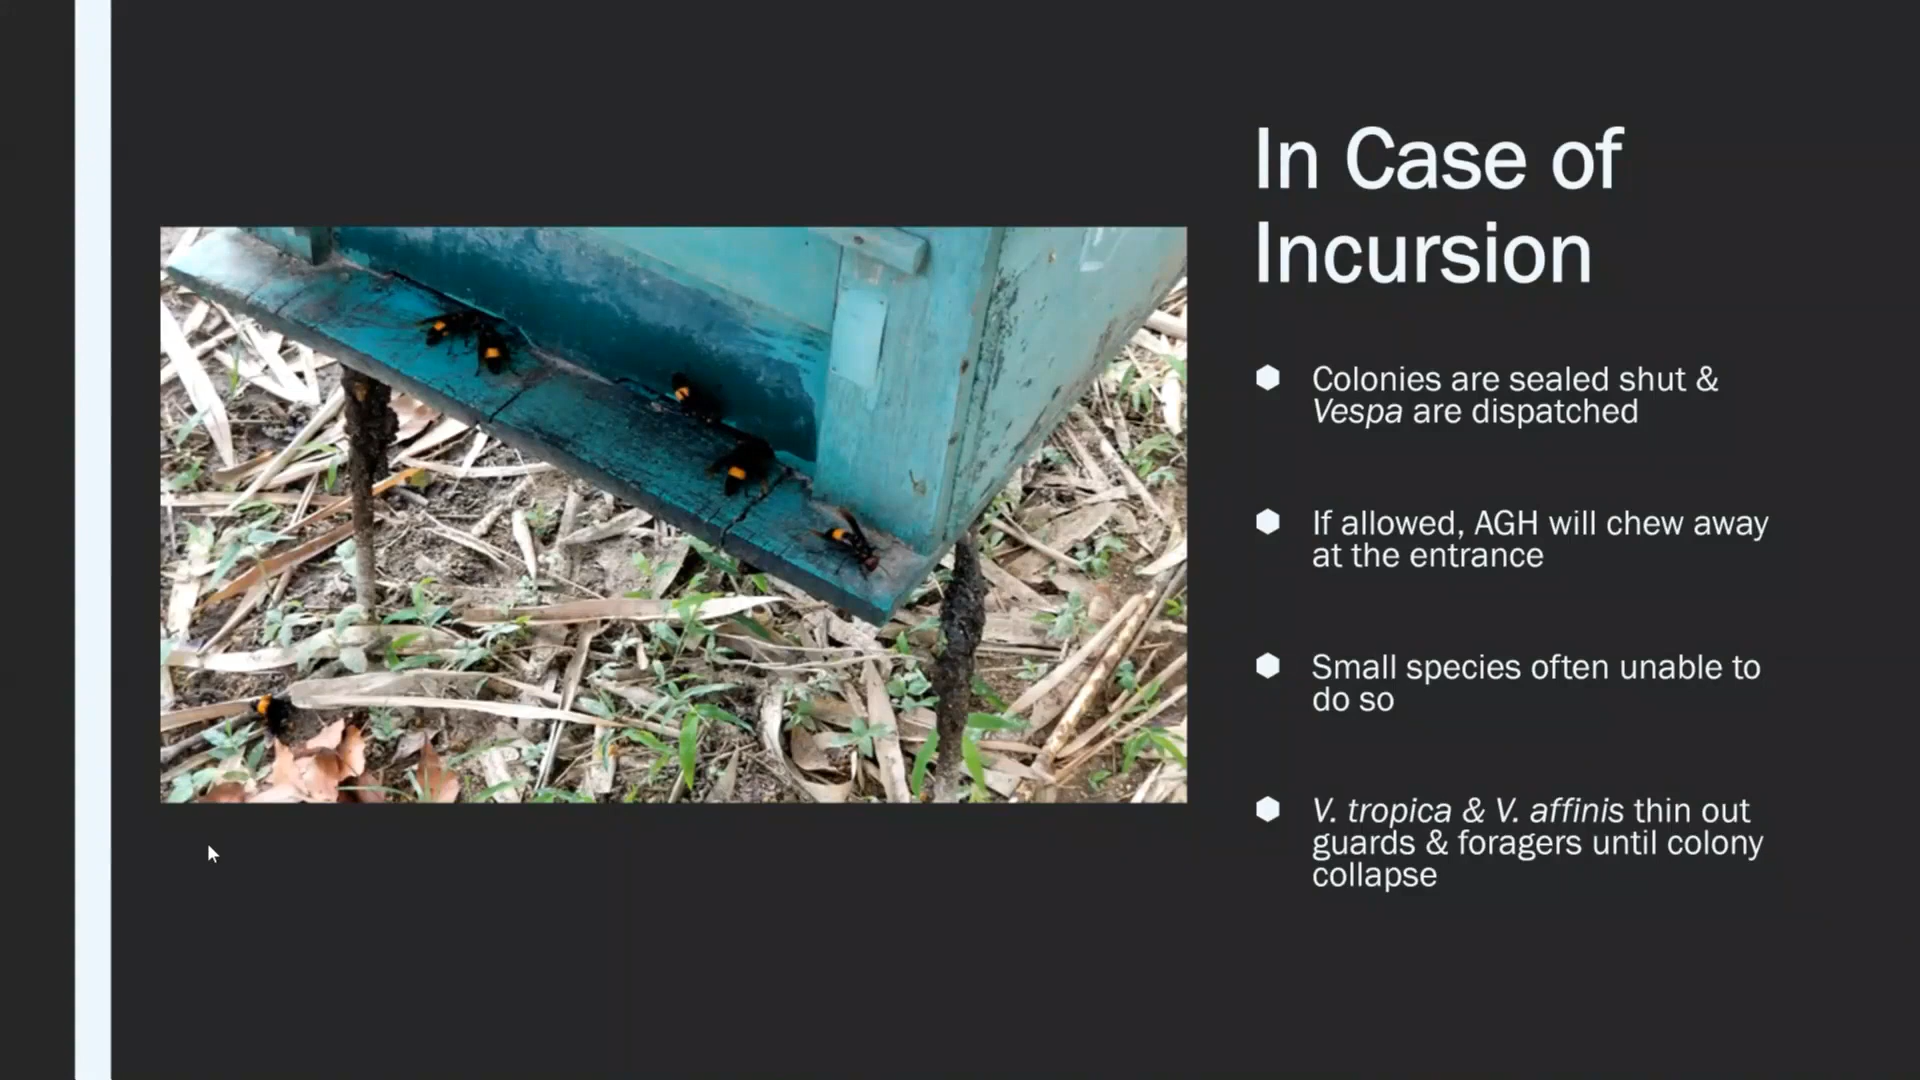 In Case of
Incursion
Colonies are sealed shut &
Vespa are dispatched
If allowed, AGH will chew away
at the entrance
Small species often unable to
do so
V. tropica & V. affinis thin out
guards & foragers until colony
collapse